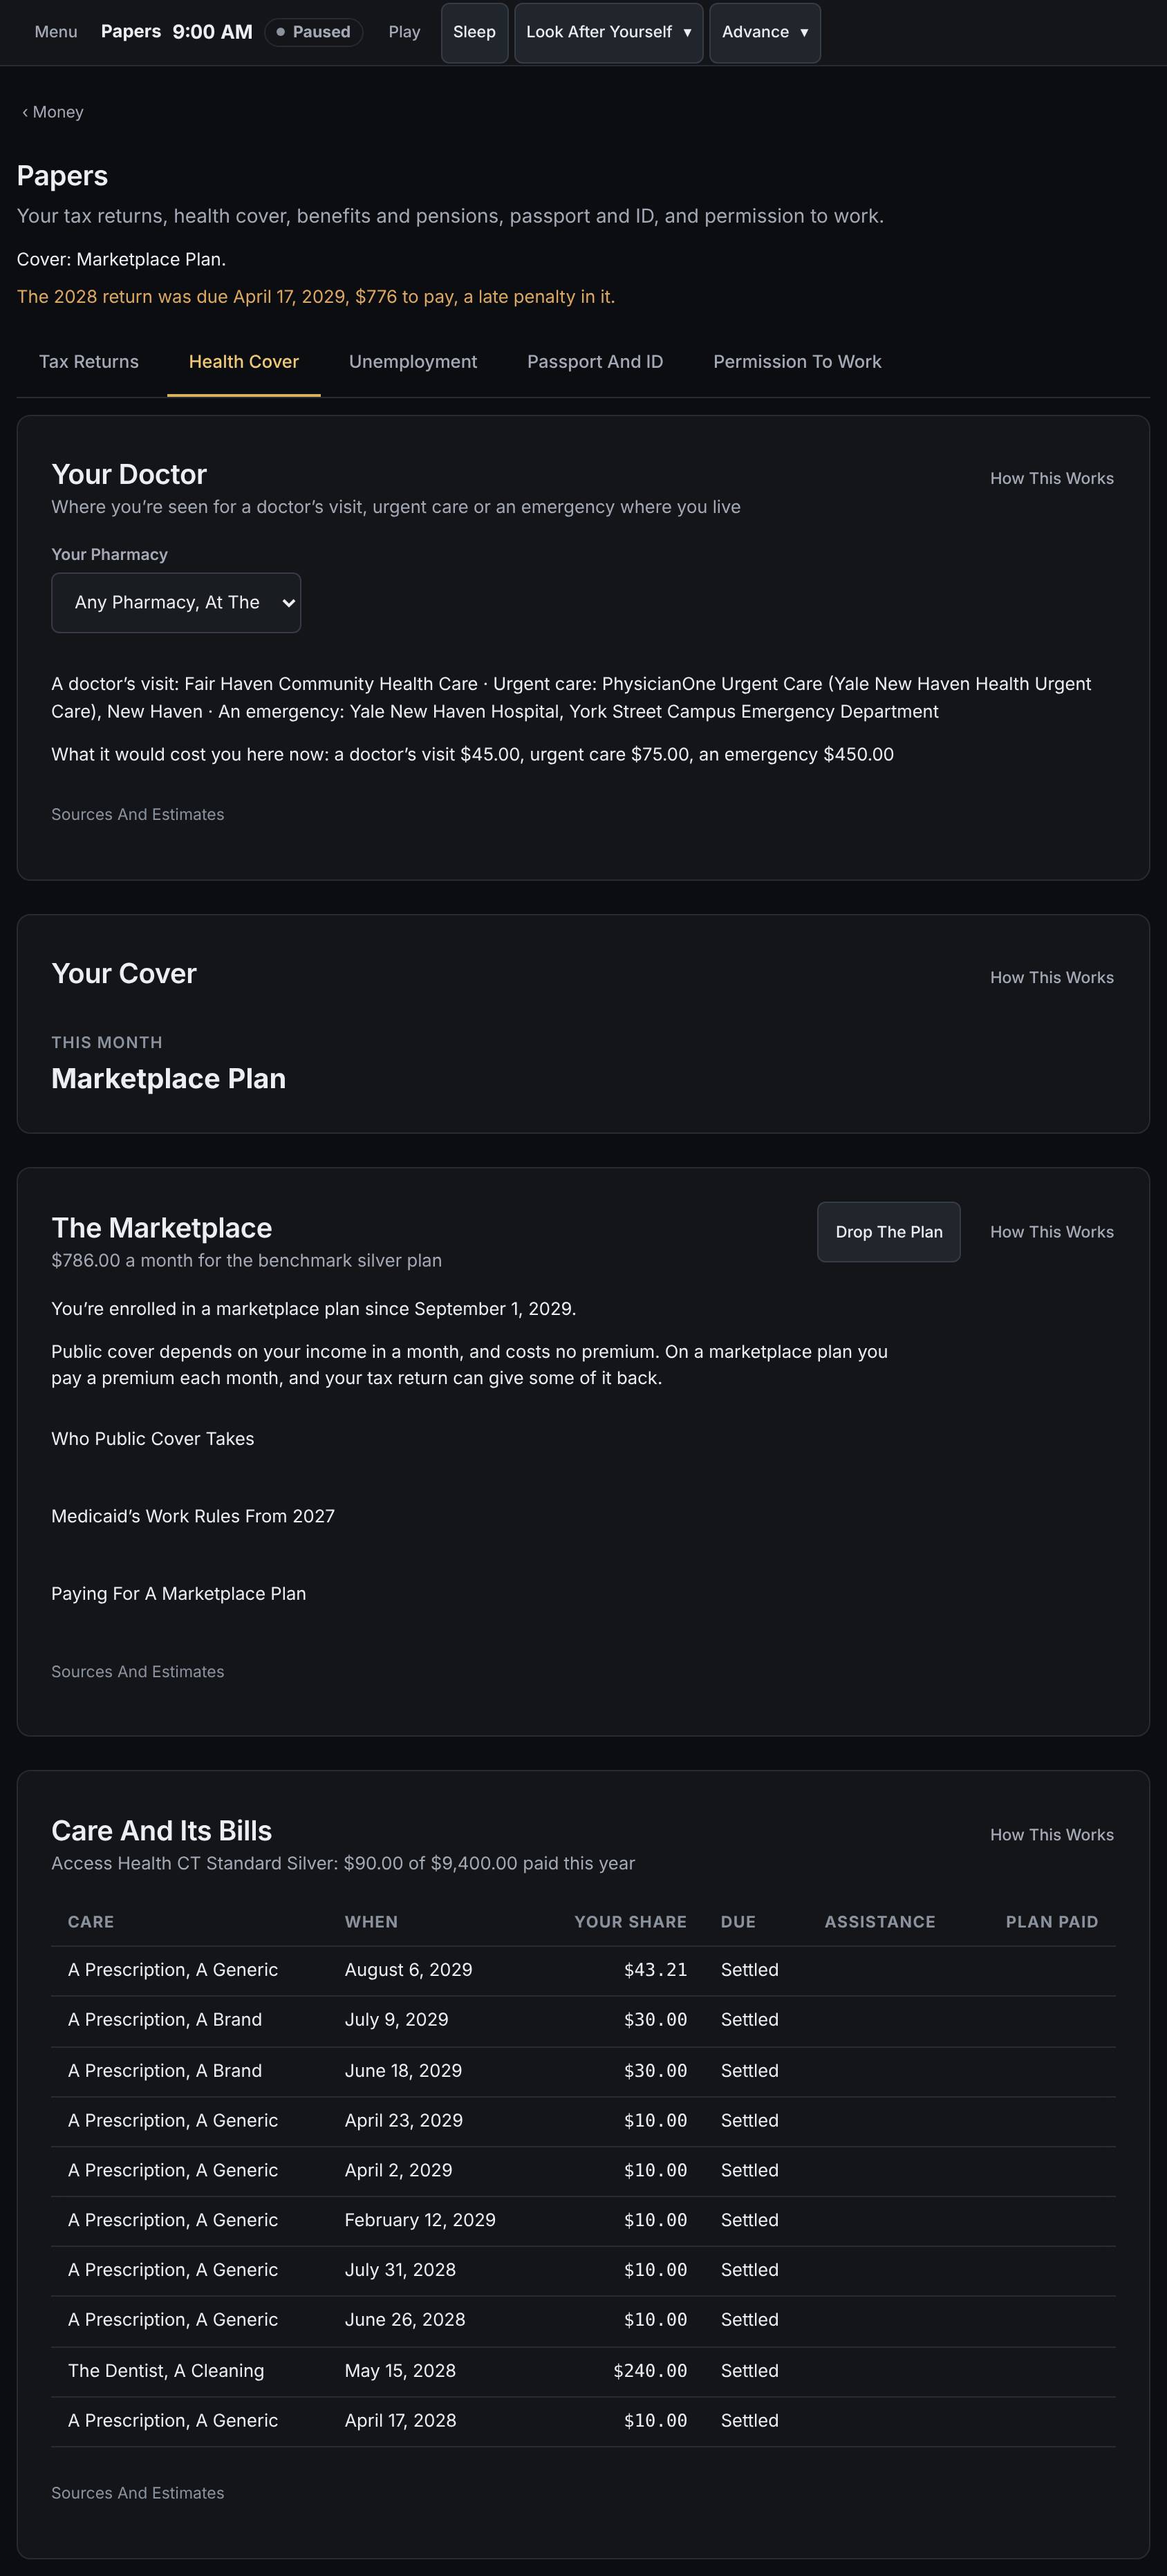 Menu Papers 9:00 AM Paused Play Sleep Look After Yourself ▾ Advance ▾
‹ Money
Papers
Your tax returns, health cover, benefits and pensions, passport and ID, and permission to work.
Cover: Marketplace Plan.
The 2028 return was due April 17, 2029, $776 to pay, a late penalty in it.
Tax Returns Health Cover Unemployment Passport And ID Permission To Work
Your Doctor How This Works
Where you’re seen for a doctor’s visit, urgent care or an emergency where you live
Your Pharmacy
Any Pharmacy, At The
A doctor’s visit: Fair Haven Community Health Care · Urgent care: PhysicianOne Urgent Care (Yale New Haven Health Urgent
Care), New Haven · An emergency: Yale New Haven Hospital, York Street Campus Emergency Department
What it would cost you here now: a doctor’s visit $45.00, urgent care $75.00, an emergency $450.00
Sources And Estimates
Your Cover How This Works
THIS MONTH
Marketplace Plan
The Marketplace Drop The Plan How This Works
$786.00 a month for the benchmark silver plan
You’re enrolled in a marketplace plan since September 1, 2029.
Public cover depends on your income in a month, and costs no premium. On a marketplace plan you
pay a premium each month, and your tax return can give some of it back.
Who Public Cover Takes
Medicaid’s Work Rules From 2027
Paying For A Marketplace Plan
Sources And Estimates
Care And Its Bills How This Works
Access Health CT Standard Silver: $90.00 of $9,400.00 paid this year
CARE WHEN YOUR SHARE DUE ASSISTANCE PLAN PAID
A Prescription, A Generic August 6, 2029 $43.21 Settled
A Prescription, A Brand July 9, 2029 $30.00 Settled
A Prescription, A Brand June 18, 2029 $30.00 Settled
A Prescription, A Generic April 23, 2029 $10.00 Settled
A Prescription, A Generic April 2, 2029 $10.00 Settled
A Prescription, A Generic February 12, 2029 $10.00 Settled
A Prescription, A Generic July 31, 2028 $10.00 Settled
A Prescription, A Generic June 26, 2028 $10.00 Settled
The Dentist, A Cleaning May 15, 2028 $240.00 Settled
A Prescription, A Generic April 17, 2028 $10.00 Settled
Sources And Estimates